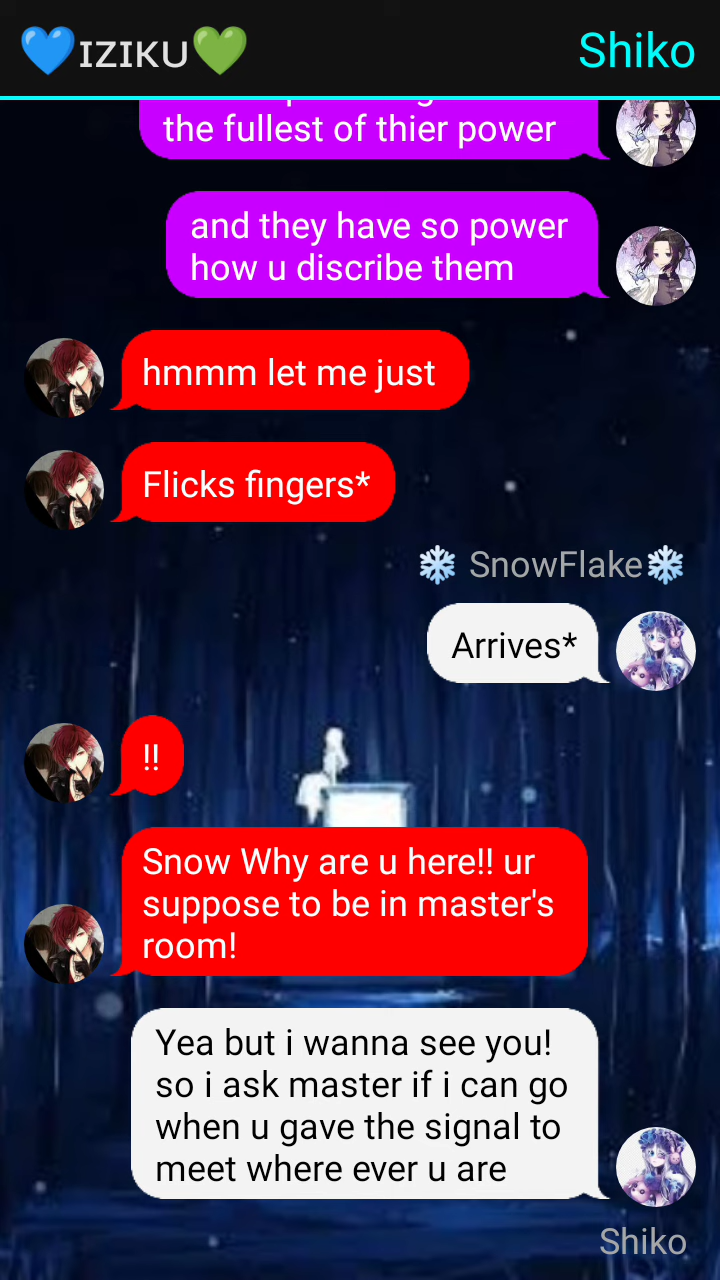 💙ɪᴢɪᴋᴜ💚
Shiko
the fullest of thier power
and they have so power
how u discribe them
hmmm let me just
Flicks fingers*
❄ SnowFlake❄
Arrives*
!!
Snow Why are u here!! ur
suppose to be in master's
room!
Yea but i wanna see you!
so i ask master if i can go
when u gave the signal to
meet where ever u are
Shiko